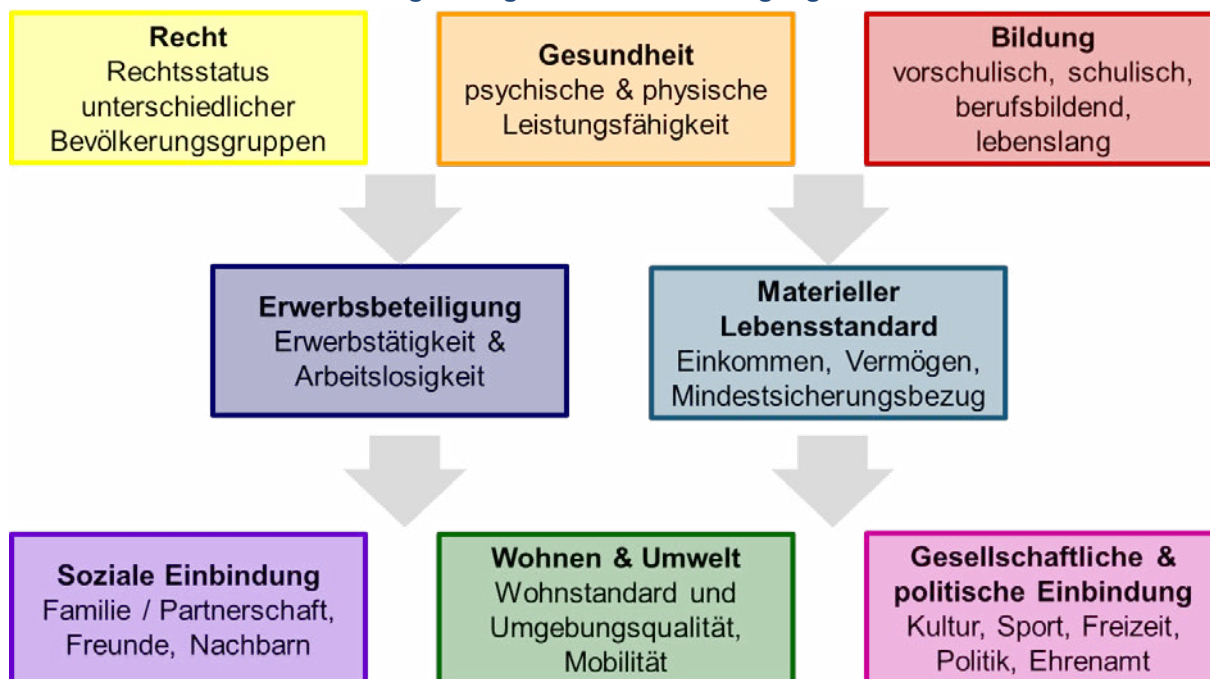 Recht
Rechtsstatus
unterschiedlicher
Bevölkerungsgruppen
Gesundheit
psychische & physische
Leistungsfähigkeit
Bildung
vorschulisch, schulisch,
berufsbildend,
lebenslang
Erwerbsbeteiligung
Erwerbstätigkeit &
Arbeitslosigkeit
Materieller
Lebensstandard
Einkommen, Vermögen,
Mindestsicherungsbezug
Soziale Einbindung
Familie / Partnerschaft,
Freunde, Nachbarn
Wohnen & Umwelt
Wohnstandard und
Umgebungsqualität,
Mobilität
Gesellschaftliche &
politische Einbindung
Kultur, Sport, Freizeit,
Politik, Ehrenamt